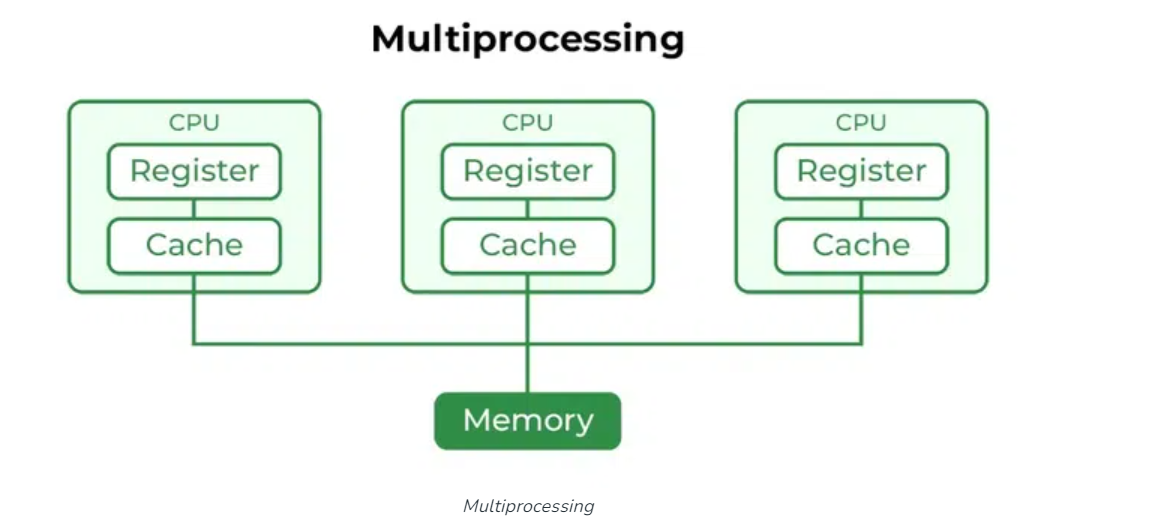 Multiprocessing
CPU CPU CPU
Register Register Register
Cache Cache Cache
Memory
Multiprocessing